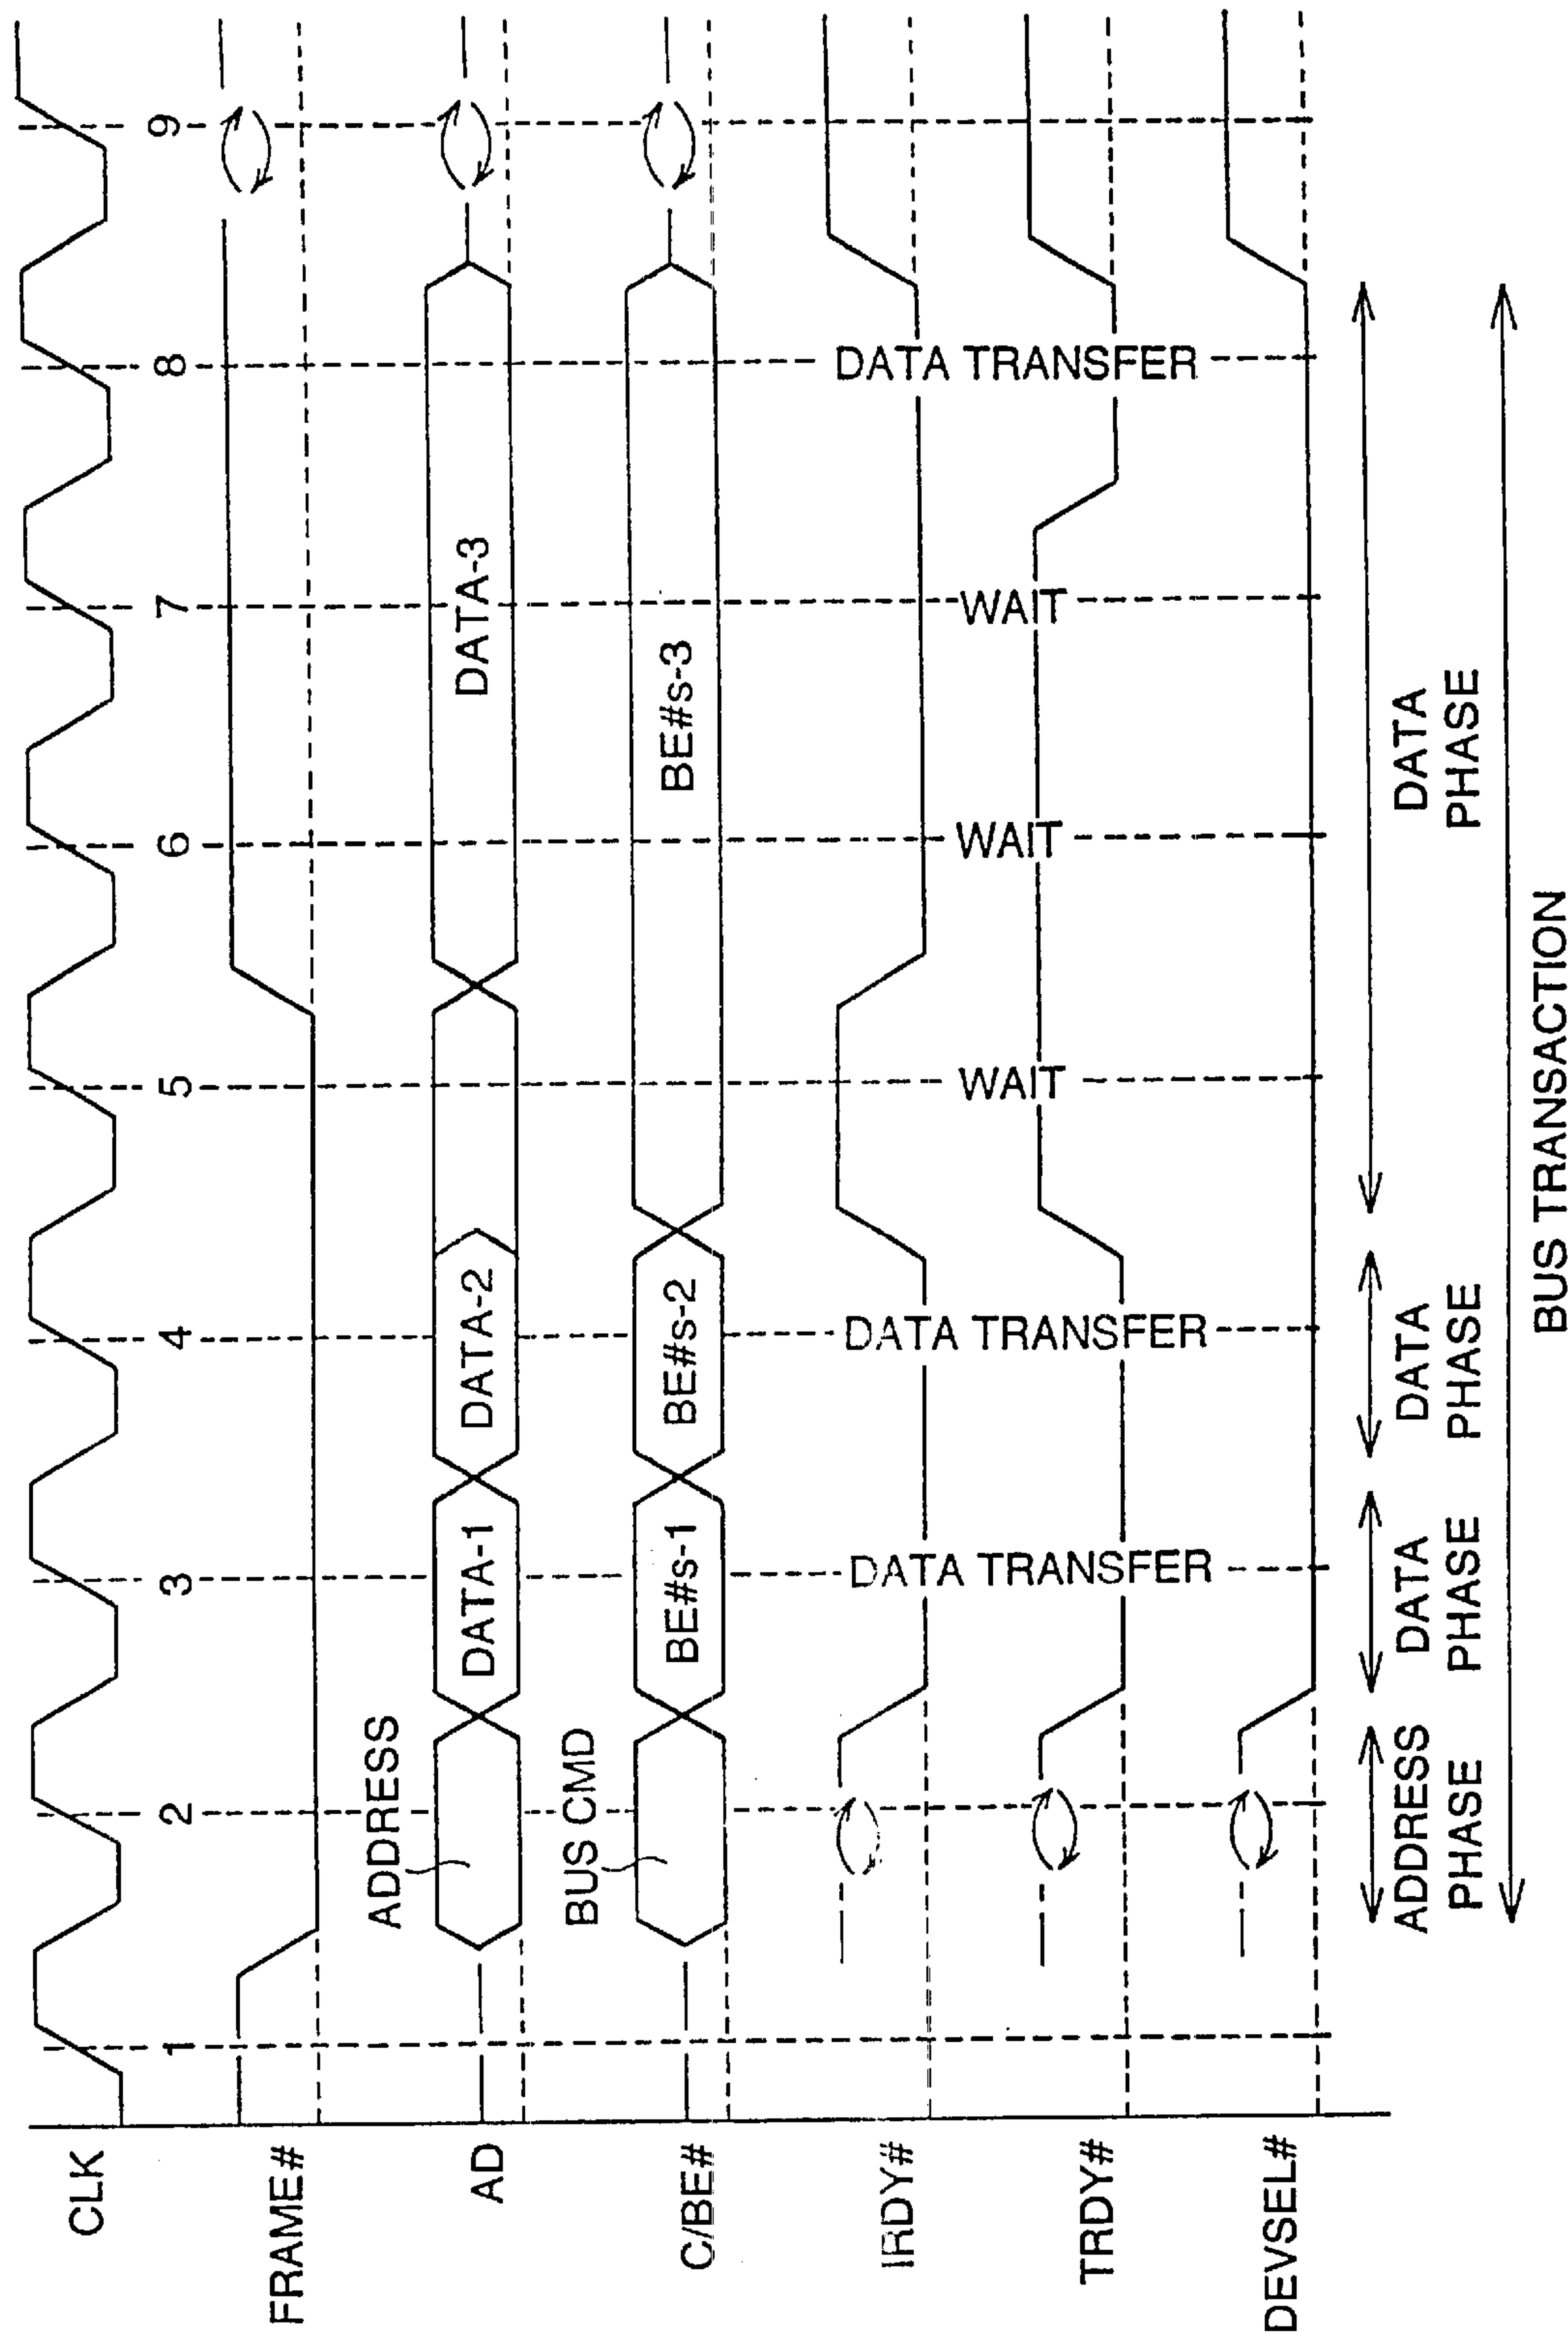 CLK
1 2 3 4 5 6 7 8 9
FRAME#
ADDRESS
AD
DATA-1 DATA-2 DATA-3
BUS CMD
C/BE#
BE#s-1 BE#s-2 BE#s-3
IRDY#
DATA TRANSFER DATA TRANSFER WAIT WAIT WAIT DATA TRANSFER
TRDY#
DEVSEL#
ADDRESS
PHASE
DATA
PHASE
DATA
PHASE
DATA
PHASE
BUS TRANSACTION